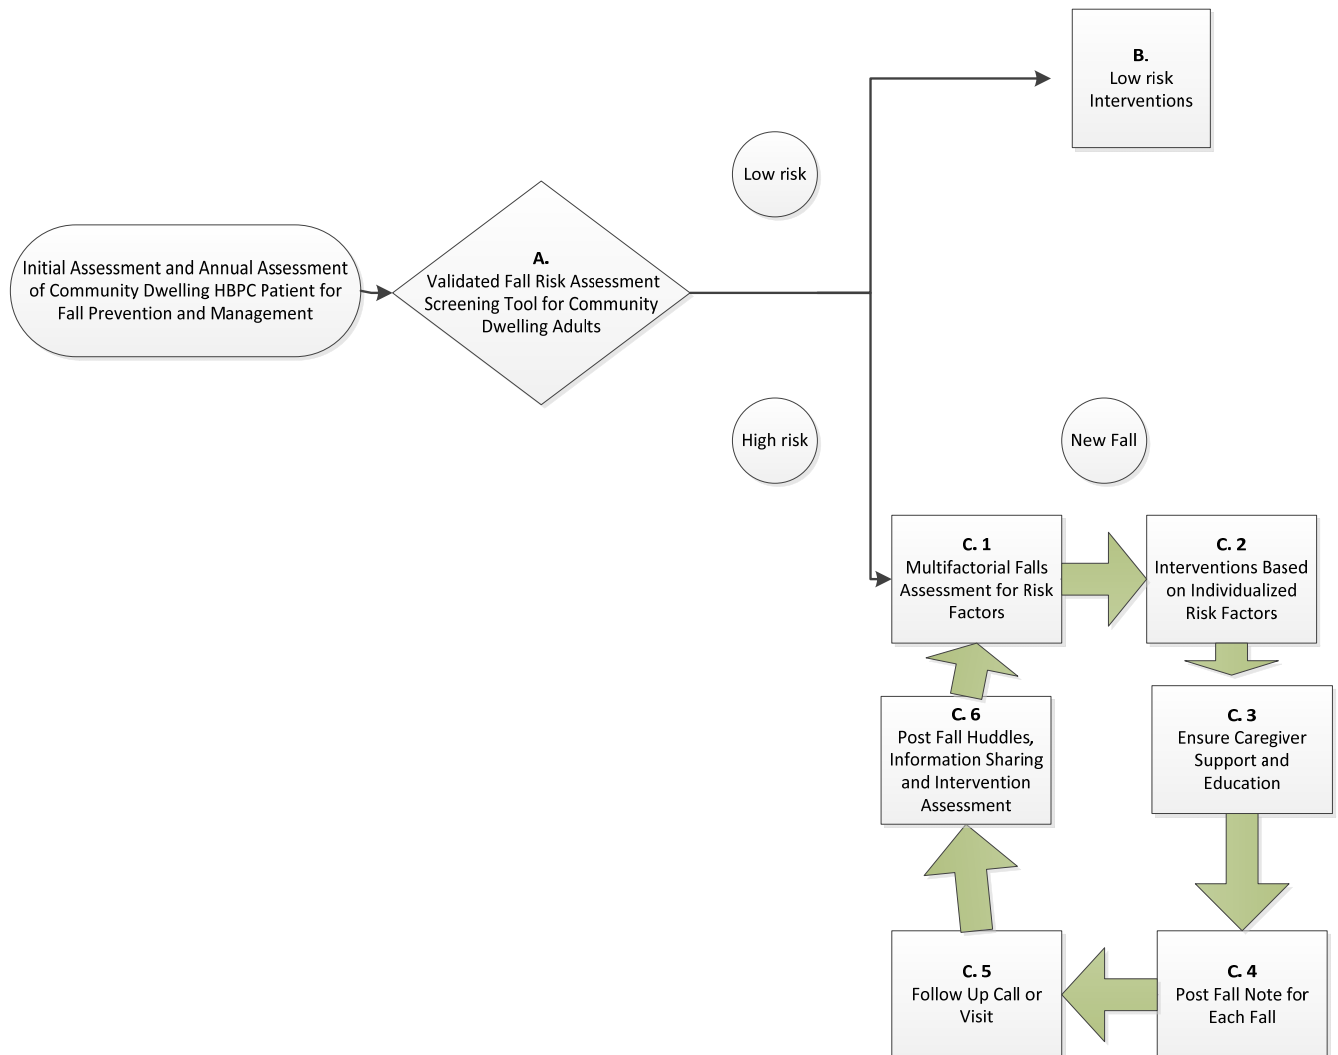 Initial Assessment and Annual Assessment
of Community Dwelling HBPC Patient for
Fall Prevention and Management
A.
Validated Fall Risk Assessment
Screening Tool for Community
Dwelling Adults
Low risk
High risk
B.
Low risk
Interventions
New Fall
C. 1
Multifactorial Falls
Assessment for Risk
Factors
C. 2
Interventions Based
on Individualized
Risk Factors
C. 3
Ensure Caregiver
Support and
Education
C. 4
Post Fall Note for
Each Fall
C. 5
Follow Up Call or
Visit
C. 6
Post Fall Huddles,
Information Sharing
and Intervention
Assessment